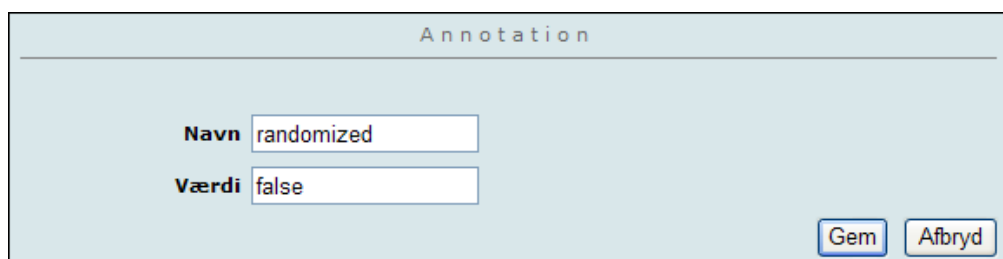 Annotation
Navn randomized
Værdi false
Gem Afbryd